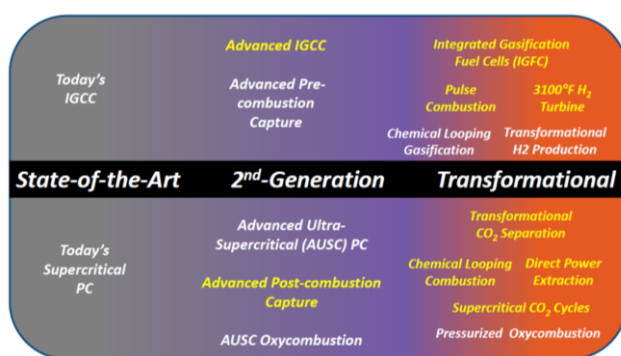 Today's
IGCC
Advanced IGCC
Advanced Pre-
combustion
Capture
Integrated Gasification
Fuel Cells (IGFC)
Pulse
Combustion
3100°F H₂
Turbine
Chemical Looping
Gasification
Transformational
H2 Production
State-of-the-Art
2nd-Generation
Transformational
Today's
Supercritical
PC
Advanced Ultra-
Supercritical (AUSC) PC
Advanced Post-combustion
Capture
AUSC Oxycombustion
Transformational
CO₂ Separation
Chemical Looping
Combustion
Direct Power
Extraction
Supercritical CO₂ Cycles
Pressurized Oxycombustion